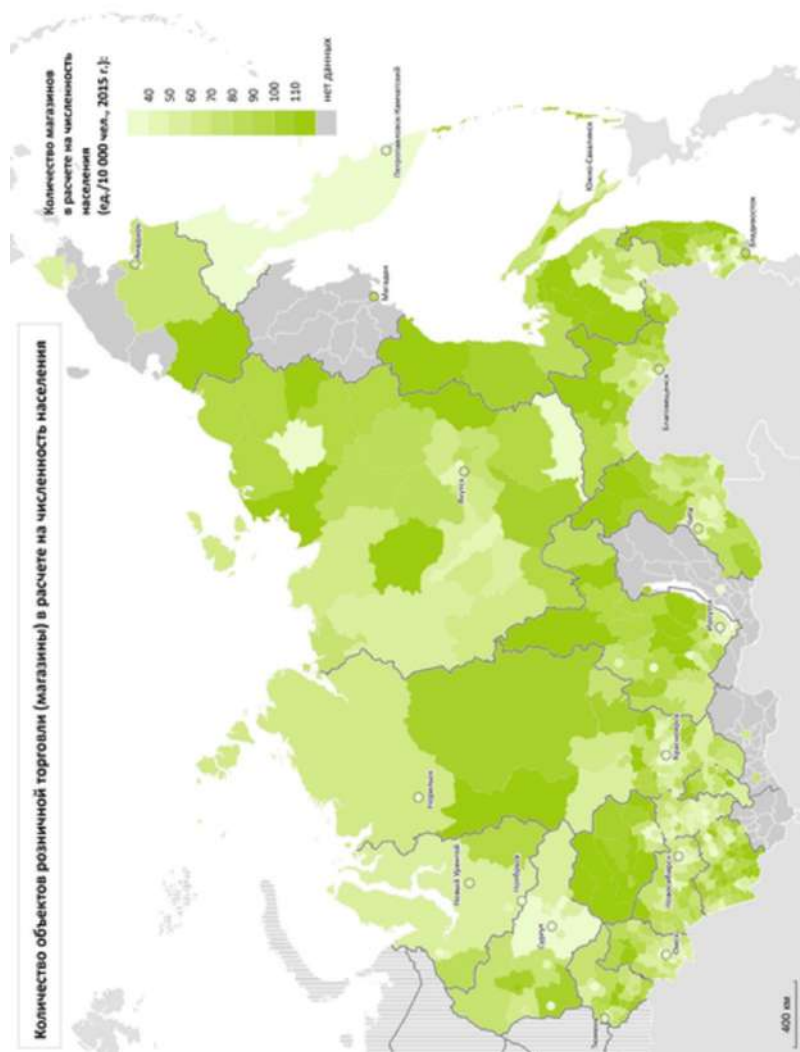 Количество объектов розничной торговли (магазины) в расчете на численность населения
Количество магазинов
в расчете на численность
населения
(ед./10 000 чел., 2015 г.):
40
50
60
70
80
90
100
110
нет данных
Анадырь
Петропавловск-Камчатский
Магадан
Южно-Сахалинск
Якутск
Норильск
Новый Уренгой
Ноябрьск
Сургут
Тюмень
Омск
Новосибирск
Красноярск
Иркутск
Чита
Благовещенск
Владивосток
400 км